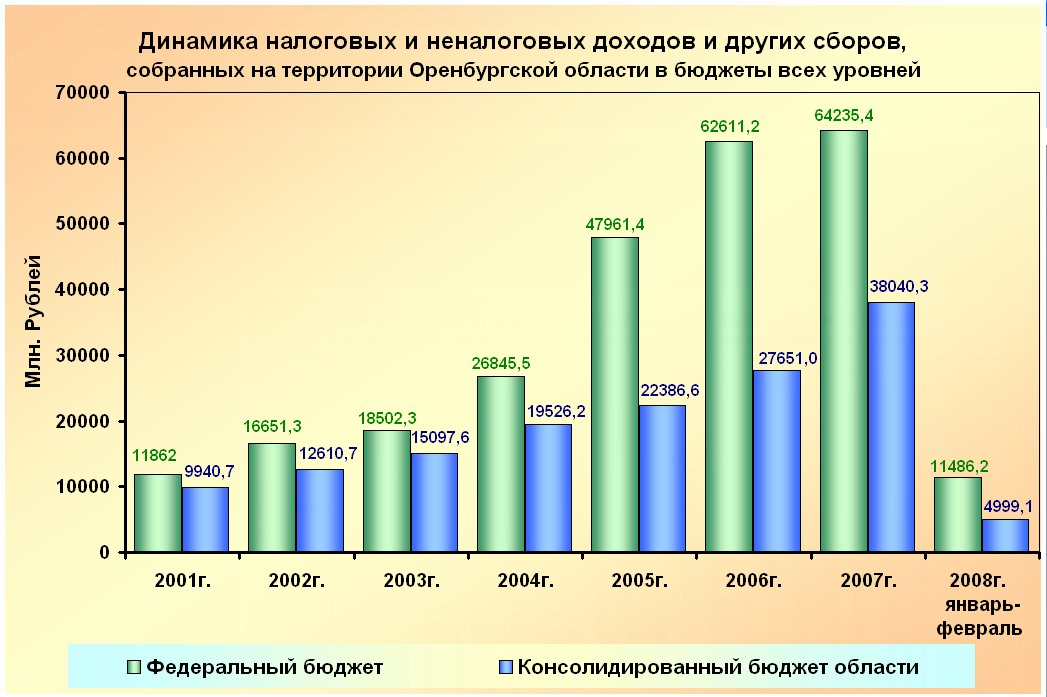 Динамика налоговых и неналоговых доходов и других сборов,
собранных на территории Оренбургской области в бюджеты всех уровней
Млн. Рублей
70000
60000
50000
40000
30000
20000
10000
0
11862
9940,7
16651,3
12610,7
18502,3
15097,6
26845,5
19526,2
47961,4
22386,6
62611,2
27651,0
64235,4
38040,3
11486,2
4999,1
2001г.
2002г.
2003г.
2004г.
2005г.
2006г.
2007г.
2008г.
январь-
февраль
Федеральный бюджет
Консолидированный бюджет области